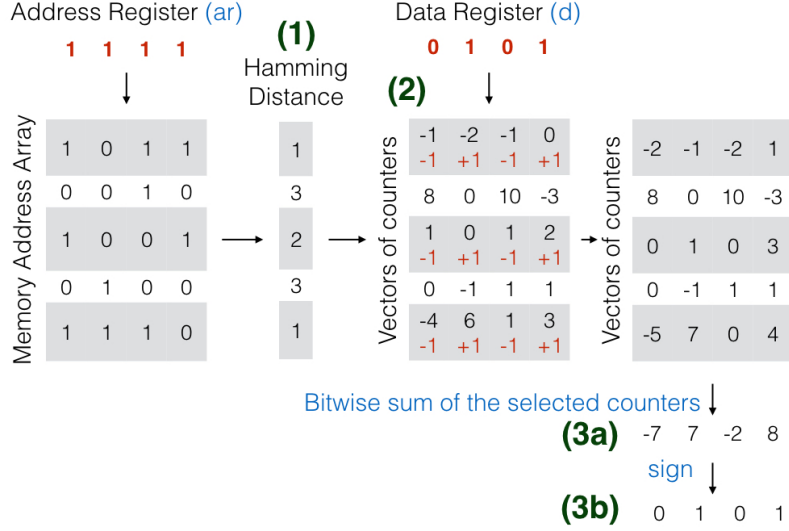 Address Register (ar)
1 1 1 1
(1)
Hamming
Distance
Data Register (d)
0 1 0 1
(2)
Memory Address Array
1 0 1 1
0 0 1 0
1 0 0 1
0 1 0 0
1 1 1 0
1
3
2
3
1
Vectors of counters
-1 -2 -1 0
-1 +1 -1 +1
8 0 10 -3
1 0 1 2
-1 +1 -1 +1
0 -1 1 1
-4 6 1 3
-1 +1 -1 +1
Vectors of counters
-2 -1 -2 1
8 0 10 -3
0 1 0 3
0 -1 1 1
-5 7 0 4
Bitwise sum of the selected counters
(3a) -7 7 -2 8
sign
(3b) 0 1 0 1